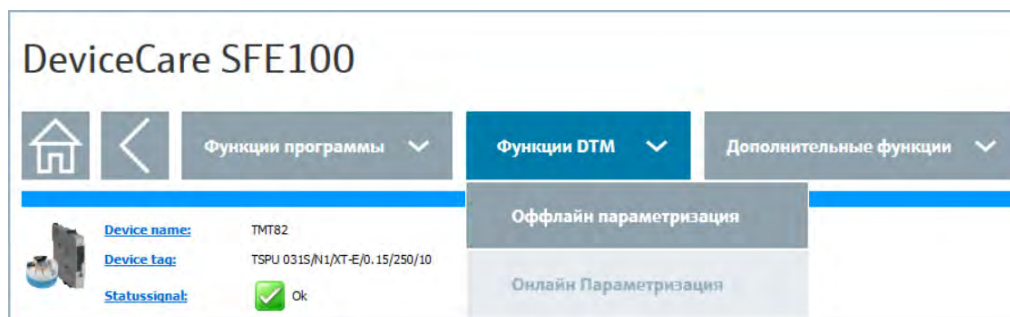 DeviceCare SFE100
Функции программы
Функции DTM
Дополнительные функции
Оффлайн параметризация
Онлайн Параметризация
Device name: TMT82
Device tag: TSPU 031S/N1/XT-E/0.15/250/10
Statussignal: Ok